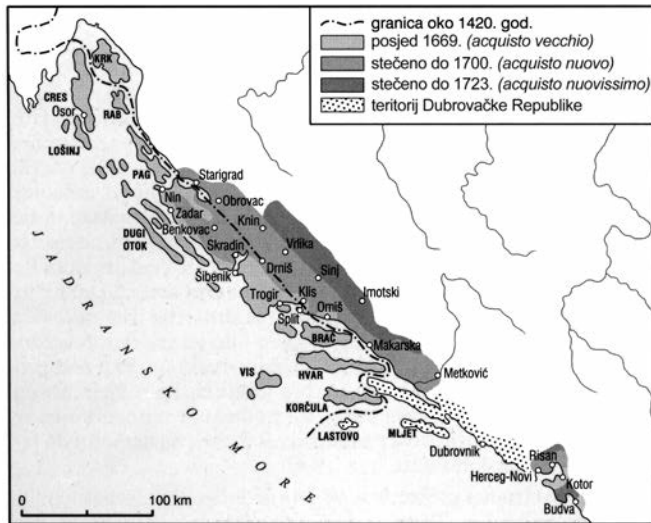 granica oko 1420. god.
posjed 1669. (acquisto vecchio)
stečeno do 1700. (acquisto nuovo)
stečeno do 1723. (acquisto nuovissimo)
teritorij Dubrovačke Republike
KRK
CRES
Osor
RAB
LOŠINJ
PAG
Starigrad
Nin
Obrovac
Zadar
Knin
DUGI
OTOK
Benkovac
Vrlika
Skradin
Drniš
Sinj
Šibenik
Imotski
Trogir
Klis
Omiš
Split
BRAČ
Makarska
VIS
HVAR
Metković
KORČULA
LASTOVO
MLJET
Dubrovnik
Risan
Herceg-Novi
Kotor
Budva
JADRANSKO MORE
0
100 km